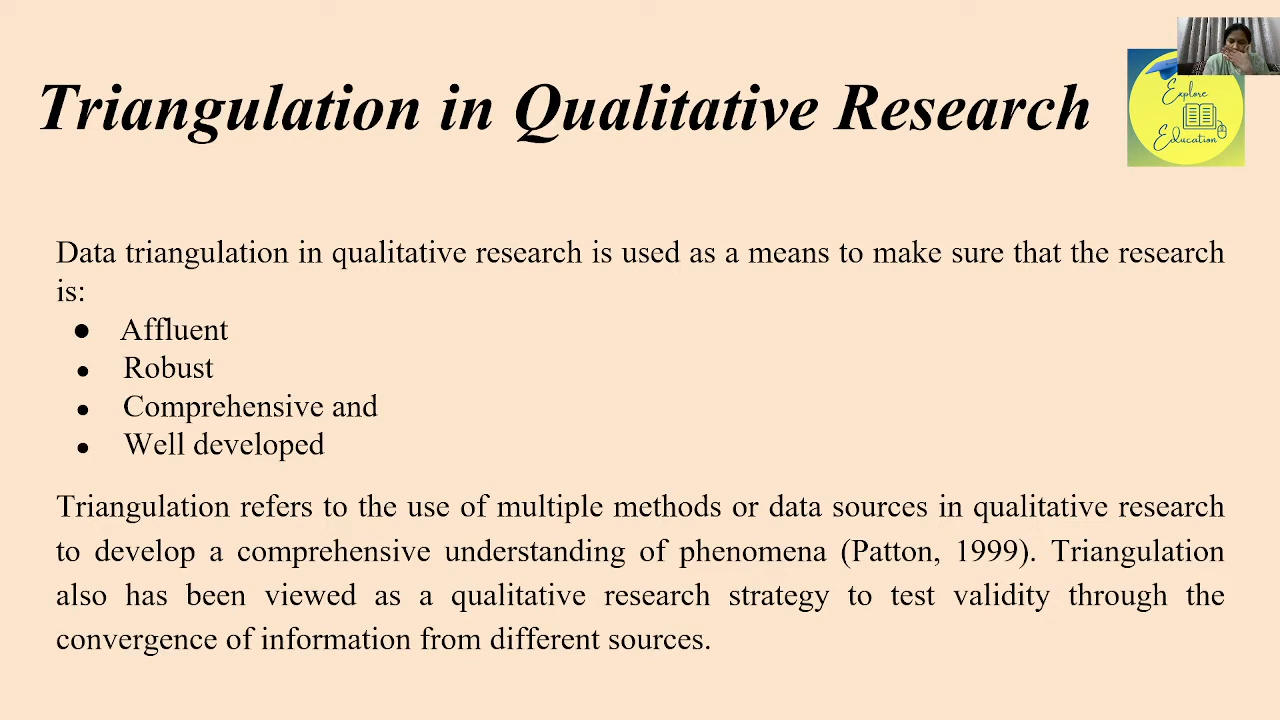 Triangulation in Qualitative Research
Explore
Education
Data triangulation in qualitative research is used as a means to make sure that the research
is:
● Affluent
● Robust
● Comprehensive and
● Well developed
Triangulation refers to the use of multiple methods or data sources in qualitative research
to develop a comprehensive understanding of phenomena (Patton, 1999). Triangulation
also has been viewed as a qualitative research strategy to test validity through the
convergence of information from different sources.